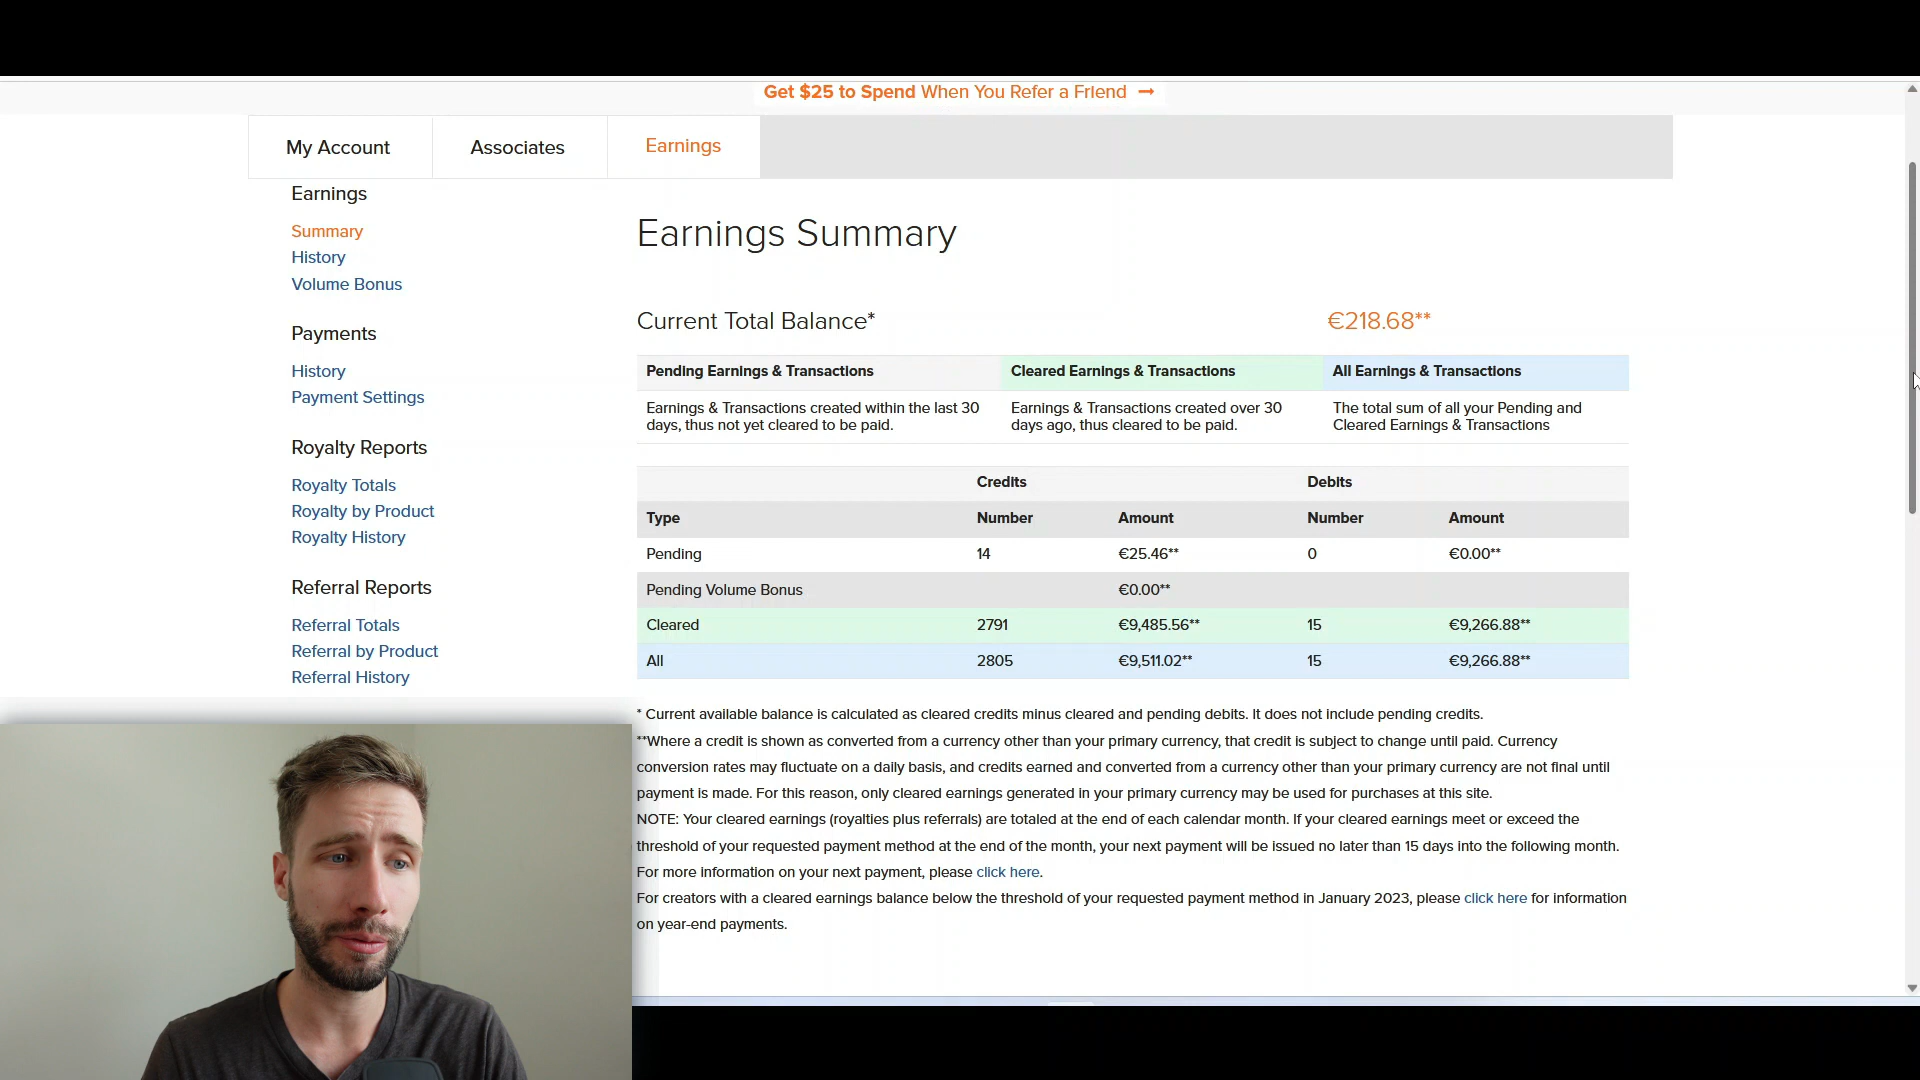 Get $25 to Spend When You Refer a Friend →
My Account Associates Earnings
Earnings
Summary
History
Volume Bonus
Payments
History
Payment Settings
Royalty Reports
Royalty Totals
Royalty by Product
Royalty History
Referral Reports
Referral Totals
Referral by Product
Referral History
Earnings Summary
Current Total Balance* €218.68**
Pending Earnings & Transactions Cleared Earnings & Transactions All Earnings & Transactions
Earnings & Transactions created within the last 30 Earnings & Transactions created over 30 The total sum of all your Pending and
days, thus not yet cleared to be paid. days ago, thus cleared to be paid. Cleared Earnings & Transactions
Credits Debits
Type Number Amount Number Amount
Pending 14 €25.46** 0 €0.00**
Pending Volume Bonus €0.00**
Cleared 2791 €9,485.56** 15 €9,266.88**
All 2805 €9,511.02** 15 €9,266.88**
* Current available balance is calculated as cleared credits minus cleared and pending debits. It does not include pending credits.
**Where a credit is shown as converted from a currency other than your primary currency, that credit is subject to change until paid. Currency
conversion rates may fluctuate on a daily basis, and credits earned and converted from a currency other than your primary currency are not final until
payment is made. For this reason, only cleared earnings generated in your primary currency may be used for purchases at this site.
NOTE: Your cleared earnings (royalties plus referrals) are totaled at the end of each calendar month. If your cleared earnings meet or exceed the
threshold of your requested payment method at the end of the month, your next payment will be issued no later than 15 days into the following month.
For more information on your next payment, please click here.
For creators with a cleared earnings balance below the threshold of your requested payment method in January 2023, please click here for information
on year-end payments.